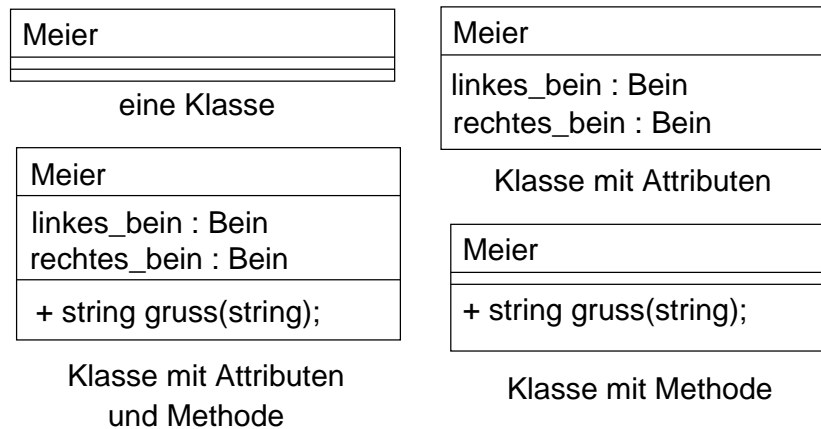 Meier
eine Klasse
Meier
linkes_bein : Bein
rechtes_bein : Bein
Klasse mit Attributen
Meier
linkes_bein : Bein
rechtes_bein : Bein
+ string gruss(string);
Klasse mit Attributen
und Methode
Meier
+ string gruss(string);
Klasse mit Methode